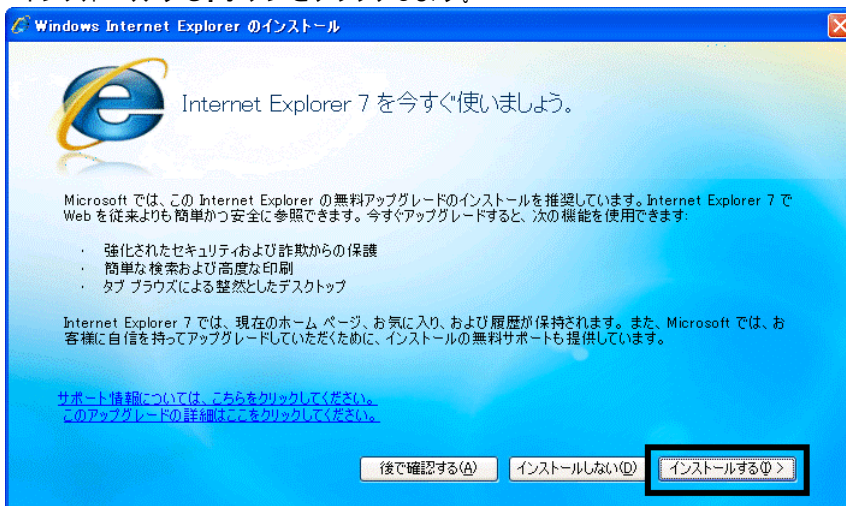 Windows Internet Explorer のインストール
Internet Explorer 7 を今すぐ使いましょう。
Microsoft では、この Internet Explorer の無料アップグレードのインストールを推奨しています。Internet Explorer 7 で
Web を従来よりも簡単かつ安全に参照できます。今すぐアップグレードすると、次の機能を使用できます:
・ 強化されたセキュリティおよび詐欺からの保護
・ 簡単な検索および高度な印刷
・ タブ ブラウズによる整然としたデスクトップ
Internet Explorer 7 では、現在のホーム ページ、お気に入り、および履歴が保持されます。また、Microsoft では、お
客様に自信を持ってアップグレードしていただくために、インストールの無料サポートも提供しています。
サポート情報については、こちらをクリックしてください。
このアップグレードの詳細はここをクリックしてください。
後で確認する(A) インストールしない(D) インストールする(I) >